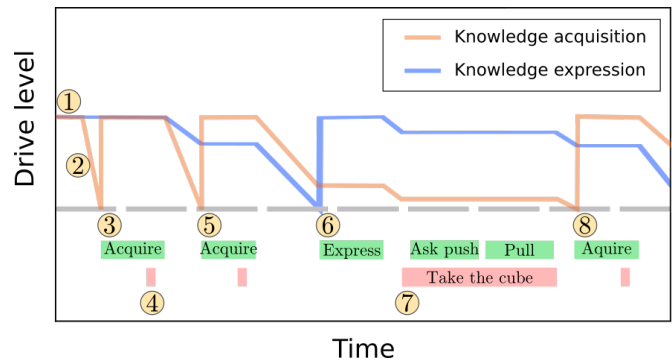 Knowledge acquisition
Knowledge expression
Drive level
1
2
3
5
6
8
Acquire
Acquire
Express
Ask push
Pull
Aquire
Take the cube
4
7
Time